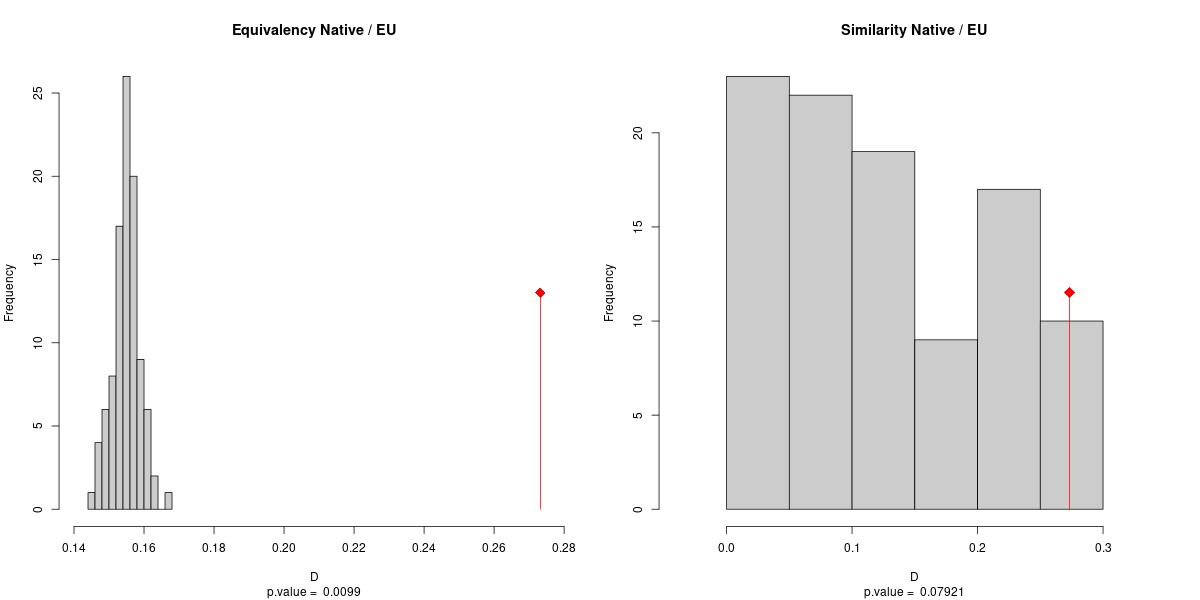 Equivalency Native / EU
Frequency
0 5 10 15 20 25
0.14 0.16 0.18 0.20 0.22 0.24 0.26 0.28
D
p.value = 0.0099
Similarity Native / EU
Frequency
0 5 10 15 20
0.0 0.1 0.2 0.3
D
p.value = 0.07921